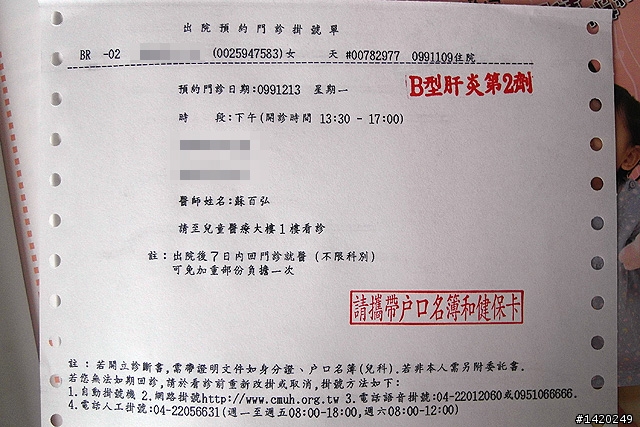 出院預約門診掛號單
BR -02 (0025947583)女 天 #00782977 0991109住院
預約門診日期:0991213 星期一
B型肝炎第2劑
時 段:下午(開診時間 13:30 - 17:00)
醫師姓名:蘇百弘
請至兒童醫療大樓1樓看診
註:出院後7日內回門診就醫 (不限科別)
可免加重部份負擔一次
請攜帶户口名簿和健保卡
註:若開立診斷書,需帶證明文件如身分證、户口名簿(兒科).若非本人需另附委託書.
若您無法如期回診,請於看診前重新改掛或取消,掛號方法如下:
1.自動掛號機 2.網路掛號http://www.cmuh.org.tw 3.電話語音掛號:04-22012060或0951066666.
4.電話人工掛號:04-22056631(週一至週五08:00-18:00,週六08:00-12:00)
#1420249